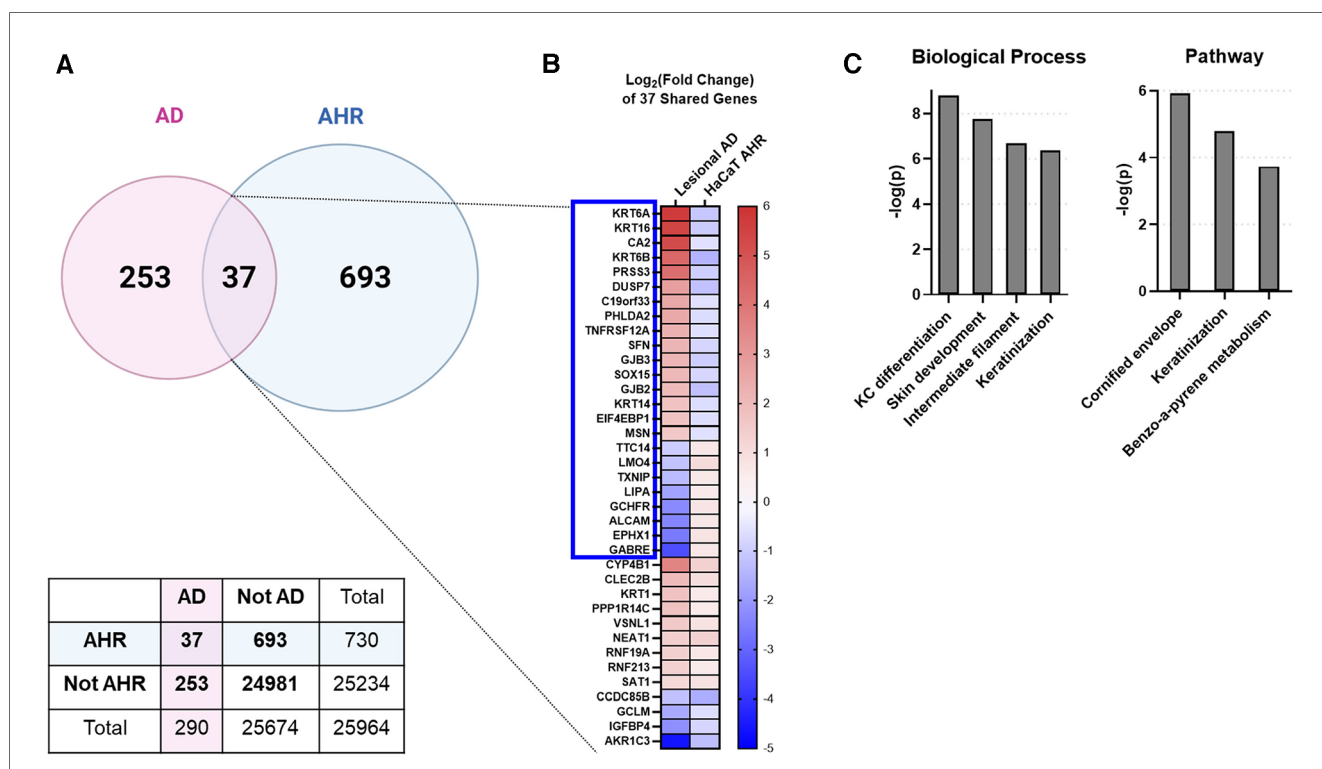 A
AD
AHR
253
37
693
AD
Not AD
Total
AHR
37
693
730
Not AHR
253
24981
25234
Total
290
25674
25964
B
Log2(Fold Change)
of 37 Shared Genes
Lesional AD
HaCaT AHR
KRT6A
KRT16
CA2
KRT6B
PRSS3
DUSP7
C19orf33
PHLDA2
TNFRSF12A
SFN
GJB3
SOX15
GJB2
KRT14
EIF4EBP1
MSN
TTC14
LMO4
TXNIP
LIPA
GCHFR
ALCAM
EPHX1
GABRE
CYP4B1
CLEC2B
KRT1
PPP1R14C
VSNL1
NEAT1
RNF19A
RNF213
SAT1
CCDC85B
GCLM
IGFBP4
AKR1C3
6
5
4
3
2
1
0
-1
-2
-3
-4
-5
C
Biological Process
-log(p)
8
6
4
2
0
KC differentiation
Skin development
Intermediate filament
Keratinization
Pathway
-log(p)
6
4
2
0
Cornified envelope
Keratinization
Benzo-a-pyrene metabolism